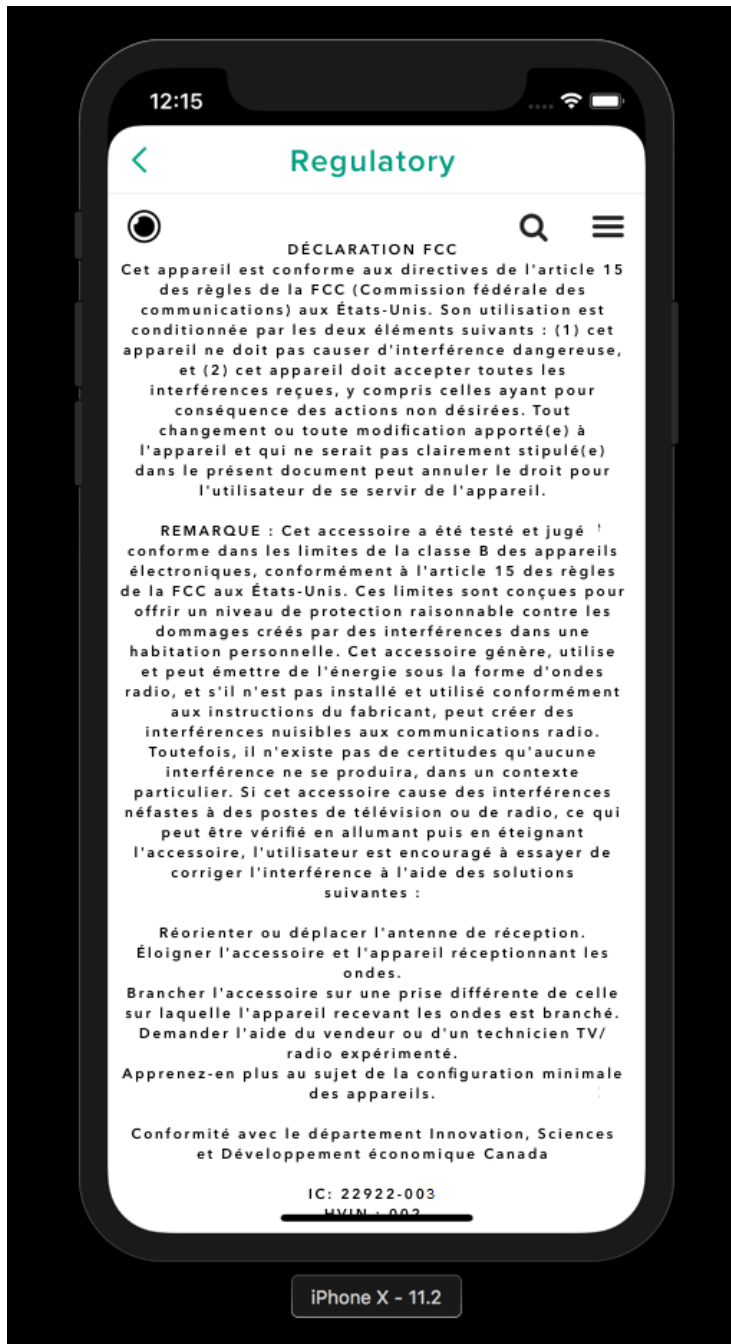 12:15
Regulatory
DÉCLARATION FCC
Cet appareil est conforme aux directives de l'article 15
des règles de la FCC (Commission fédérale des
communications) aux États-Unis. Son utilisation est
conditionnée par les deux éléments suivants : (1) cet
appareil ne doit pas causer d'interférence dangereuse,
et (2) cet appareil doit accepter toutes les
interférences reçues, y compris celles ayant pour
conséquence des actions non désirées. Tout
changement ou toute modification apporté(e) à
l'appareil et qui ne serait pas clairement stipulé(e)
dans le présent document peut annuler le droit pour
l'utilisateur de se servir de l'appareil.
REMARQUE : Cet accessoire a été testé et jugé
conforme dans les limites de la classe B des appareils
électroniques, conformément à l'article 15 des règles
de la FCC aux États-Unis. Ces limites sont conçues pour
offrir un niveau de protection raisonnable contre les
dommages créés par des interférences dans une
habitation personnelle. Cet accessoire génère, utilise
et peut émettre de l'énergie sous la forme d'ondes
radio, et s'il n'est pas installé et utilisé conformément
aux instructions du fabricant, peut créer des
interférences nuisibles aux communications radio.
Toutefois, il n'existe pas de certitudes qu'aucune
interférence ne se produira, dans un contexte
particulier. Si cet accessoire cause des interférences
néfastes à des postes de télévision ou de radio, ce qui
peut être vérifié en allumant puis en éteignant
l'accessoire, l'utilisateur est encouragé à essayer de
corriger l'interférence à l'aide des solutions
suivantes :
Réorienter ou déplacer l'antenne de réception.
Éloigner l'accessoire et l'appareil réceptionnant les
ondes.
Brancher l'accessoire sur une prise différente de celle
sur laquelle l'appareil recevant les ondes est branché.
Demander l'aide du vendeur ou d'un technicien TV/
radio expérimenté.
Apprenez-en plus au sujet de la configuration minimale
des appareils.
Conformité avec le département Innovation, Sciences
et Développement économique Canada
IC: 22922-003
iPhone X - 11.2